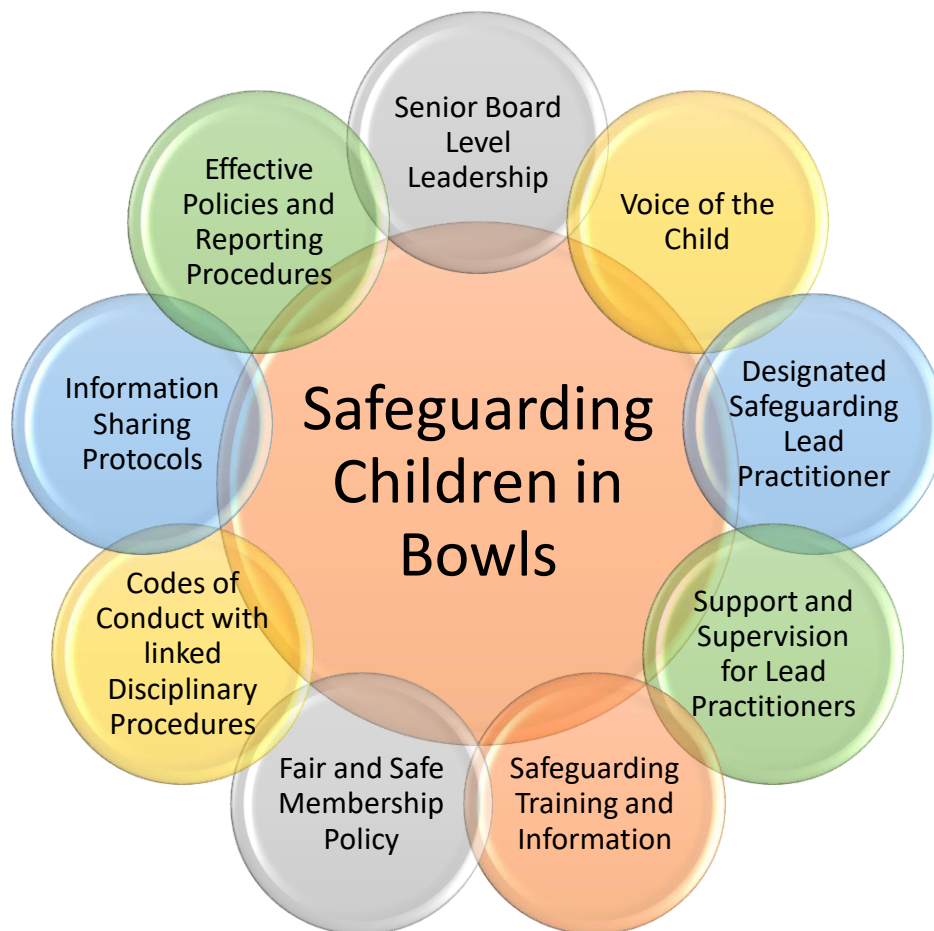 Safeguarding
Children in
Bowls
Senior Board
Level
Leadership
Voice of the
Child
Designated
Safeguarding
Lead
Practitioner
Support and
Supervision
for Lead
Practitioners
Safeguarding
Training and
Information
Fair and Safe
Membership
Policy
Codes of
Conduct with
linked
Disciplinary
Procedures
Information
Sharing
Protocols
Effective
Policies and
Reporting
Procedures